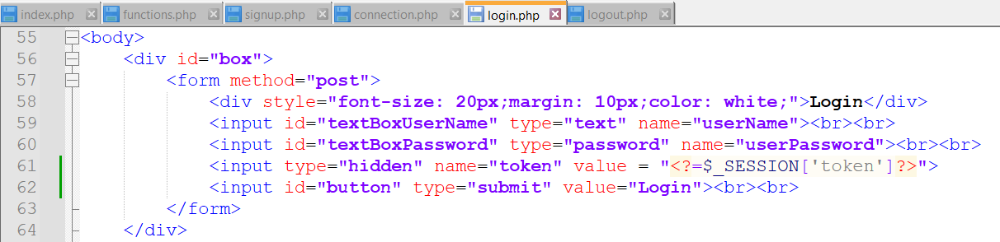 index.php functions.php signup.php connection.php login.php logout.php
55 <body>
56 <div id="box">
57 <form method="post">
58 <div style="font-size: 20px;margin: 10px;color: white;">Login</div>
59 <input id="textBoxUserName" type="text" name="userName"><br><br>
60 <input id="textBoxPassword" type="password" name="userPassword"><br><br>
61 <input type="hidden" name="token" value = "<?=$_SESSION['token']?>">
62 <input id="button" type="submit" value="Login"><br><br>
63 </form>
64 </div>